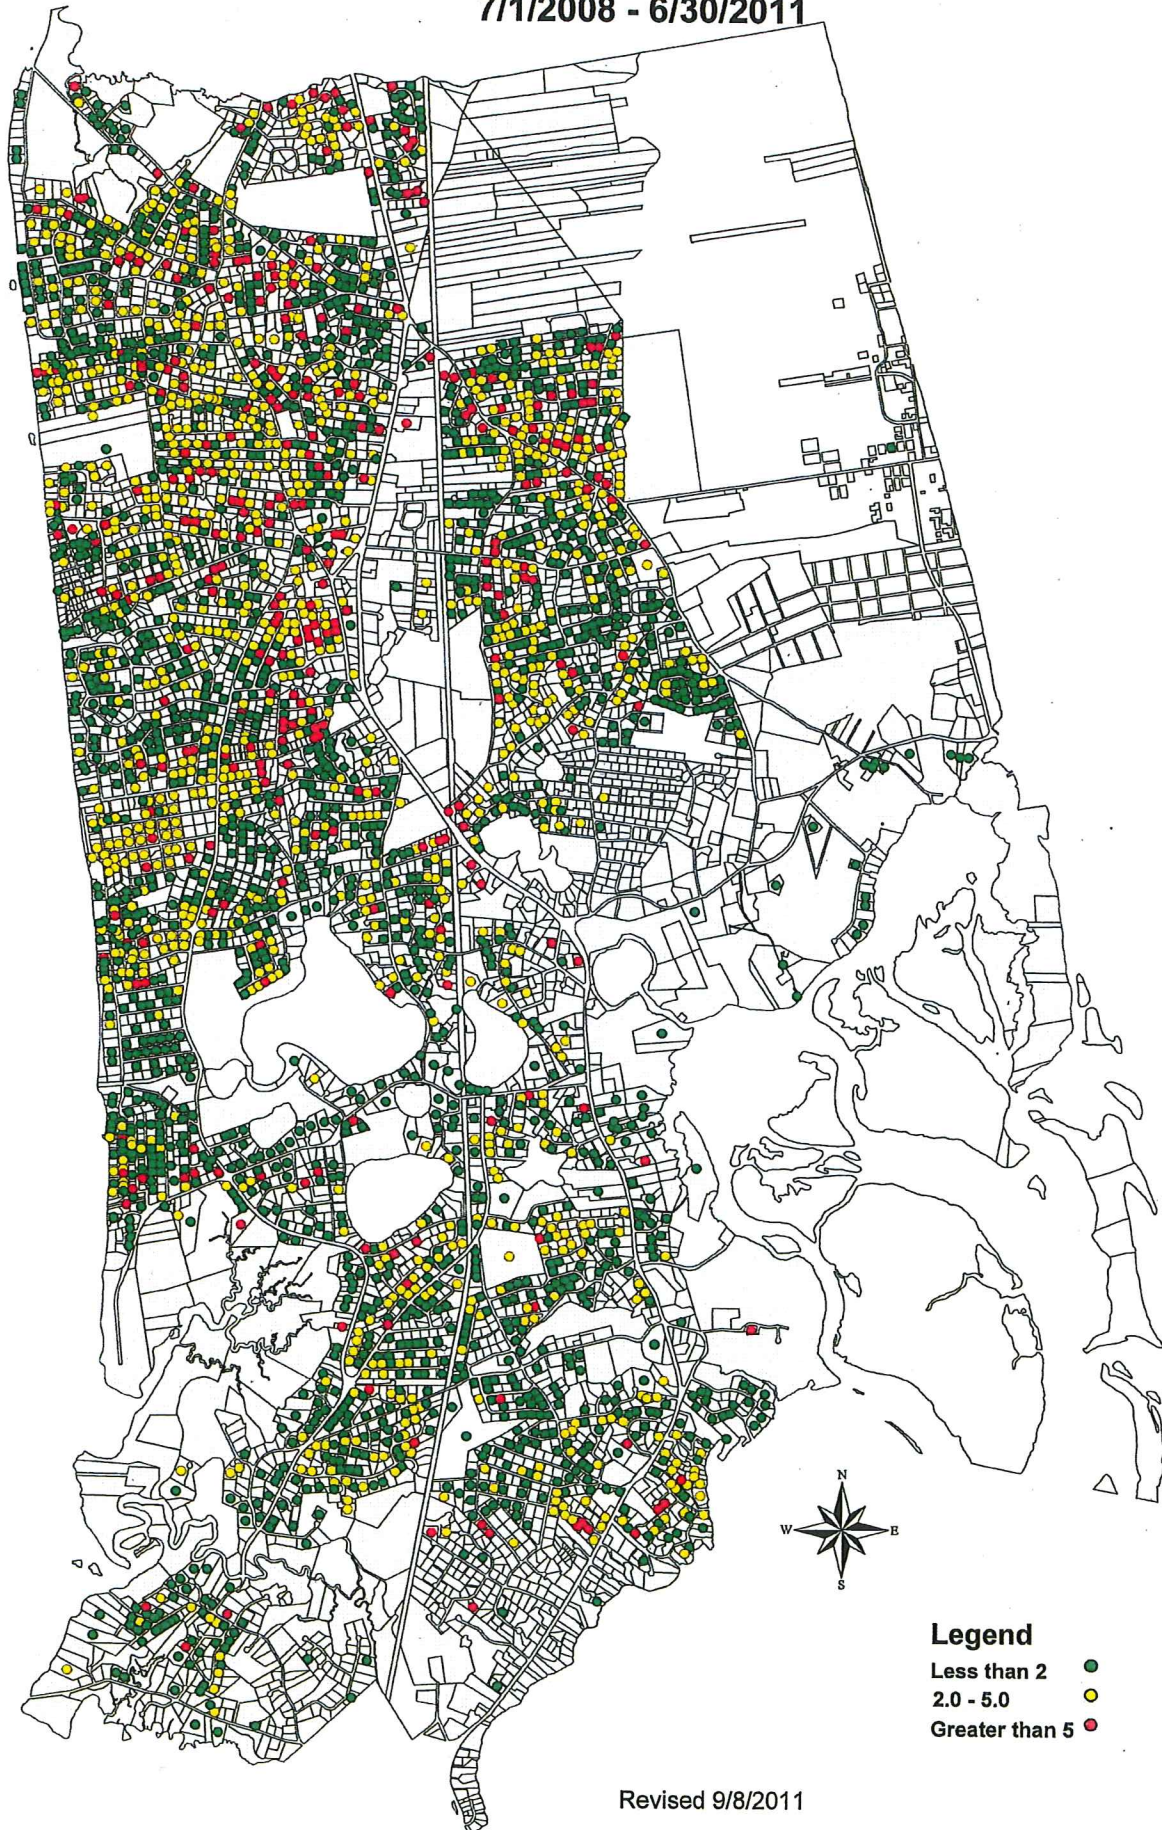 7/1/2008 - 6/30/2011
N
W E
S
Legend
Less than 2
2.0 - 5.0
Greater than 5
Revised 9/8/2011